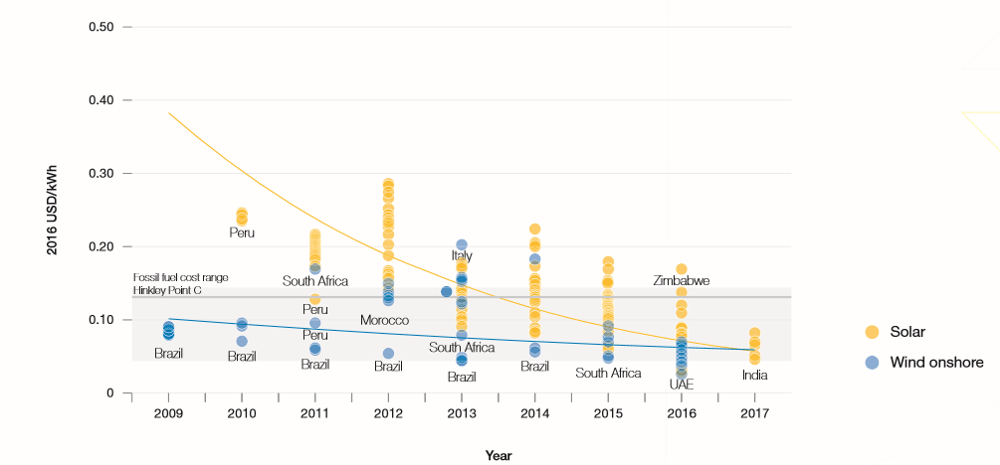 0.50
0.40
0.30
0.20
0.10
0
2016 USD/kWh
Fossil fuel cost range
Hinkley Point C
Peru
South Africa
Peru
Peru
Brazil
Brazil
Brazil
Morocco
Brazil
Italy
South Africa
Brazil
Brazil
South Africa
Zimbabwe
UAE
India
Solar
Wind onshore
2009
2010
2011
2012
2013
2014
2015
2016
2017
Year